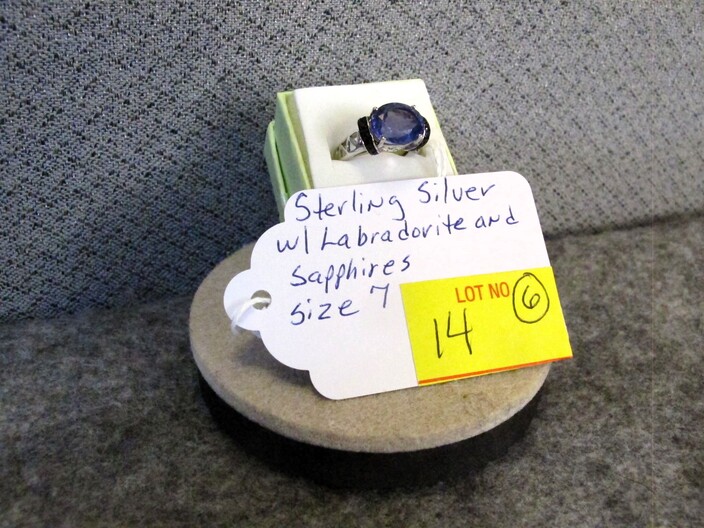 Sterling Silver
w/ Labradorite and
Sapphires
Size 7
LOT NO 6
14